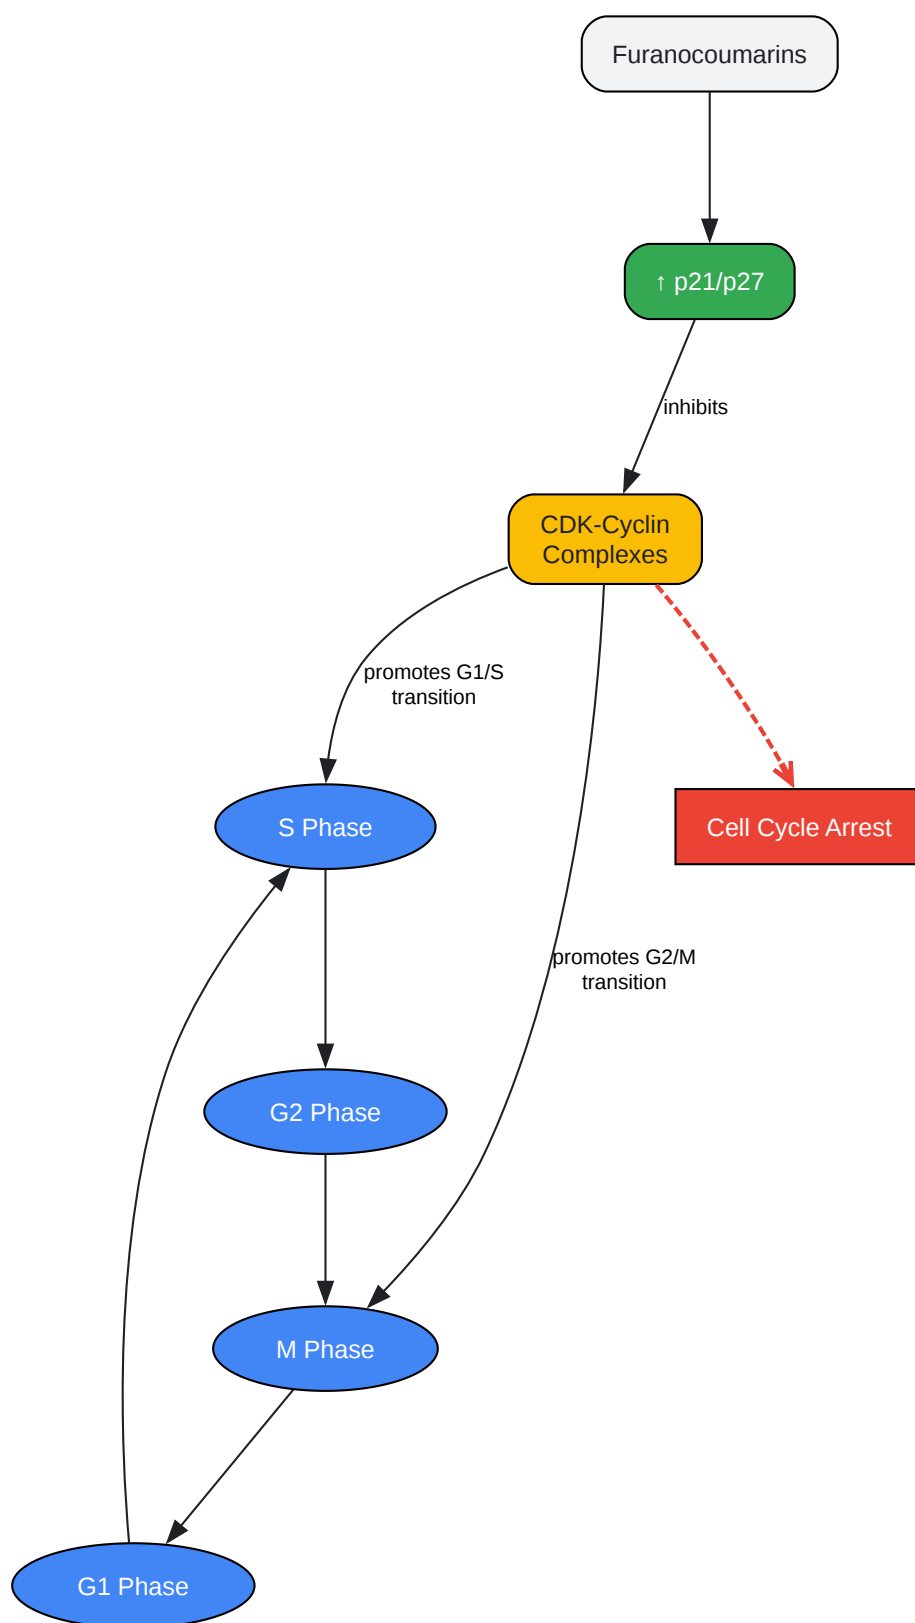 Furanocoumarins
↑ p21/p27
inhibits
CDK-Cyclin
Complexes
promotes G1/S
transition
S Phase
Cell Cycle Arrest
promotes G2/M
transition
G2 Phase
M Phase
G1 Phase